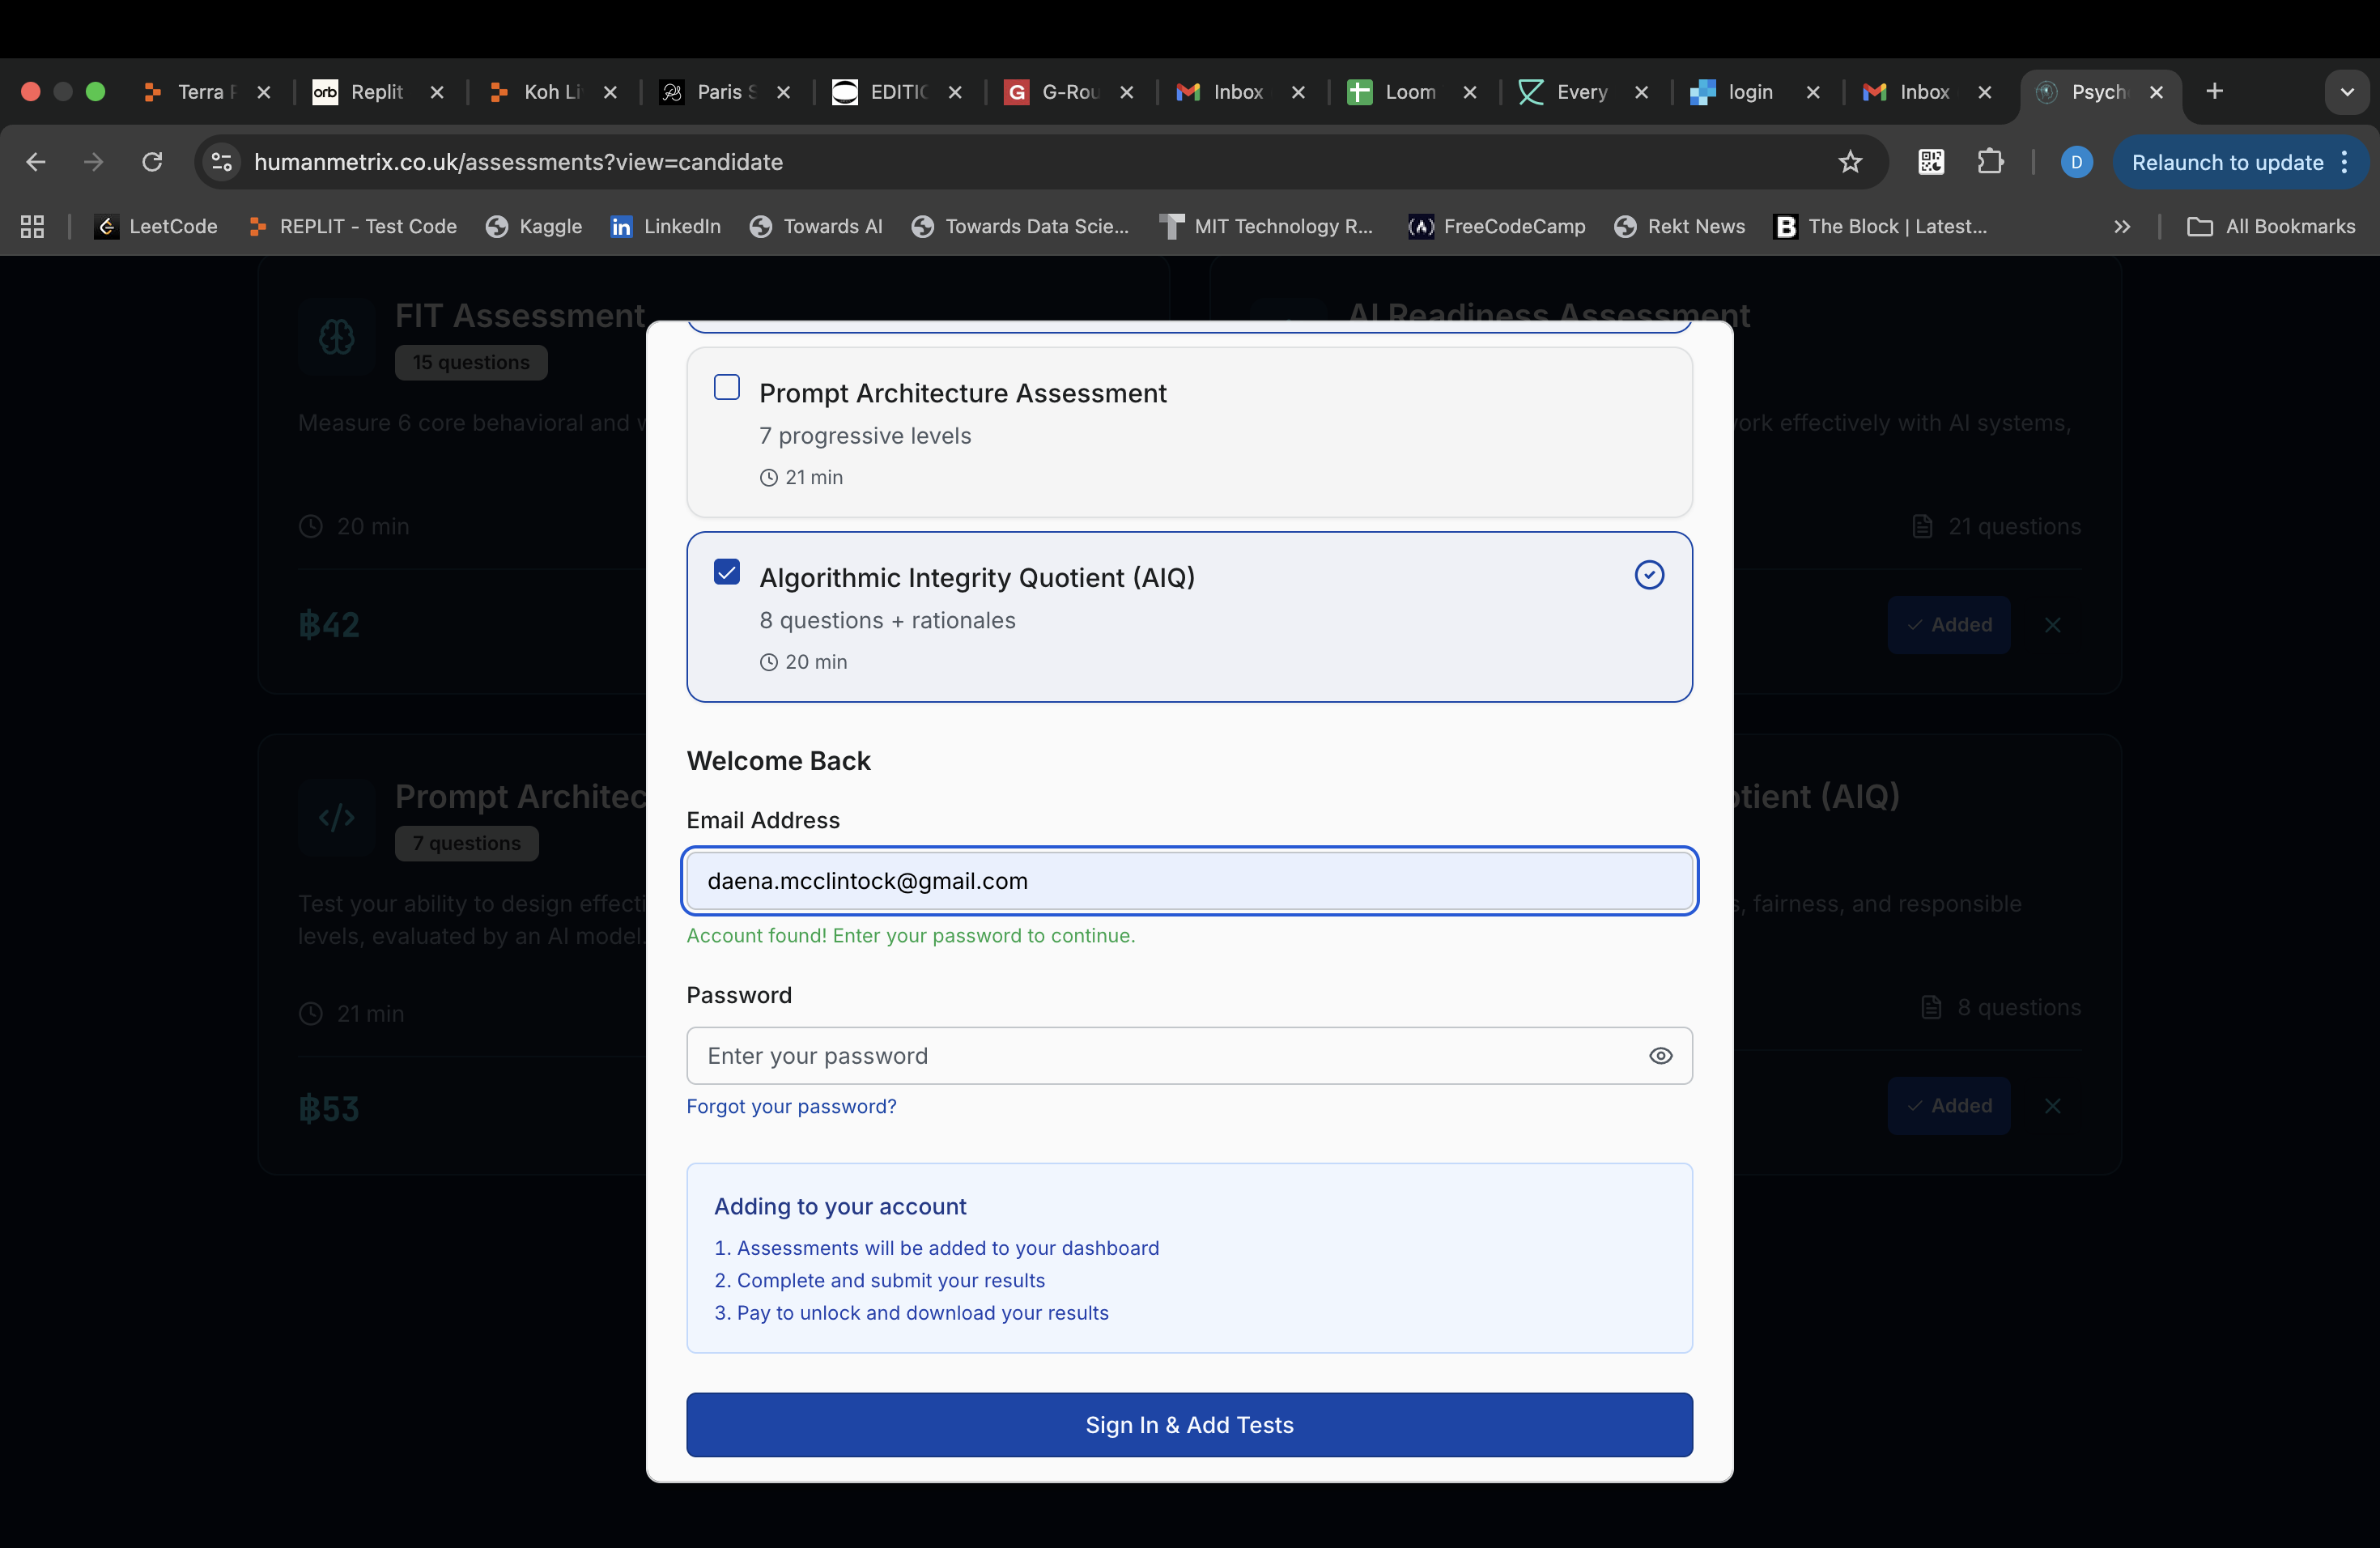 Terra
Replit
Koh Li
Paris S
EDITIC
G-Rou
Inbox
Loom
Every
login
Inbox
Psych
humanmetrix.co.uk/assessments?view=candidate
D
Relaunch to update
LeetCode
REPLIT - Test Code
Kaggle
LinkedIn
Towards AI
Towards Data Scie...
MIT Technology R...
FreeCodeCamp
Rekt News
The Block | Latest...
All Bookmarks
FIT Assessment
15 questions
Measure 6 core behavioral and w
20 min
฿42
AI Readiness Assessment
ork effectively with AI systems,
21 questions
Added
Prompt Architec
7 questions
Test your ability to design effecti
levels, evaluated by an AI model.
21 min
฿53
otient (AIQ)
s, fairness, and responsible
8 questions
Added
Prompt Architecture Assessment
7 progressive levels
21 min
Algorithmic Integrity Quotient (AIQ)
8 questions + rationales
20 min
Welcome Back
Email Address
daena.mcclintock@gmail.com
Account found! Enter your password to continue.
Password
Enter your password
Forgot your password?
Adding to your account
1. Assessments will be added to your dashboard
2. Complete and submit your results
3. Pay to unlock and download your results
Sign In & Add Tests